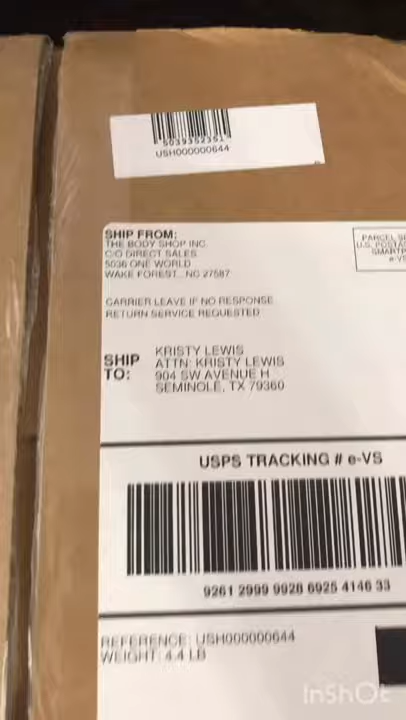 5039352351
USH000000644
SHIP FROM:
THE BODY SHOP INC.
C/O DIRECT SALES
5036 ONE WORLD
WAKE FOREST, NC 27587
PARCEL
U.S. POSTA
SMARTP
e-VS
CARRIER LEAVE IF NO RESPONSE
RETURN SERVICE REQUESTED
SHIP TO:
KRISTY LEWIS
ATTN: KRISTY LEWIS
904 SW AVENUE H
SEMINOLE, TX 79360
USPS TRACKING # e-VS
9261 2999 9928 6925 4146 33
REFERENCE: USH000000644
WEIGHT: 4.4 LB
InShOt